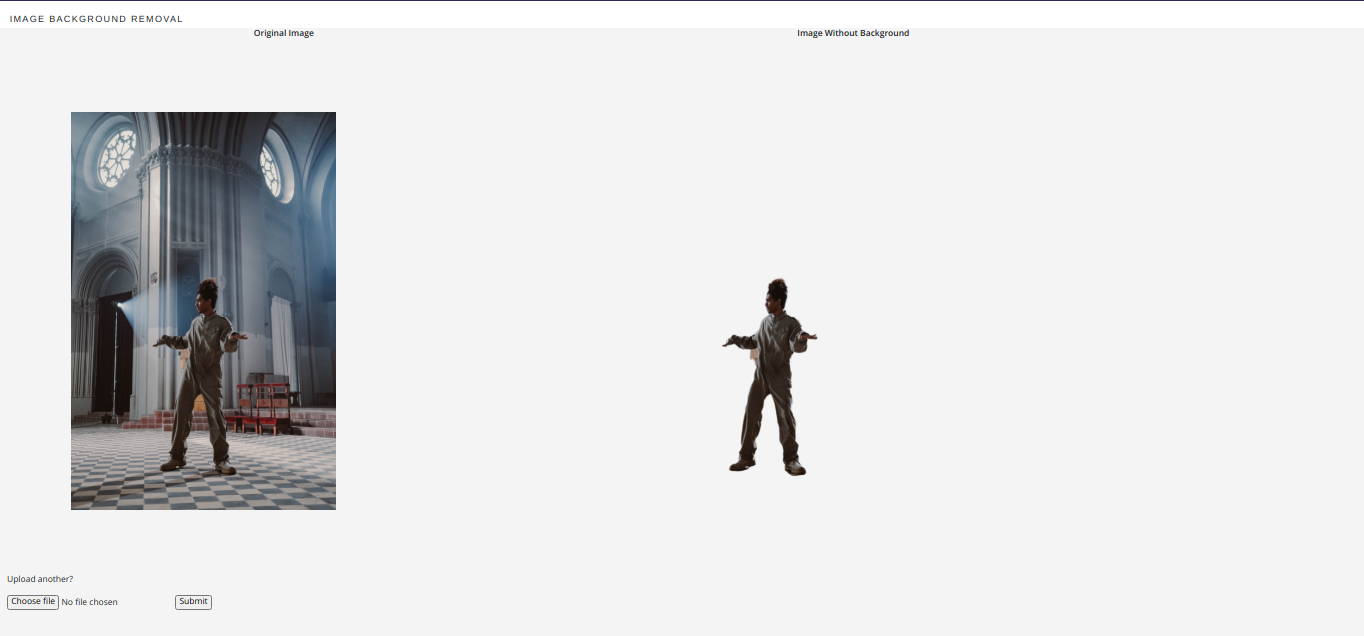 IMAGE BACKGROUND REMOVAL
Original Image
Image Without Background
Upload another?
Choose file No file chosen Submit